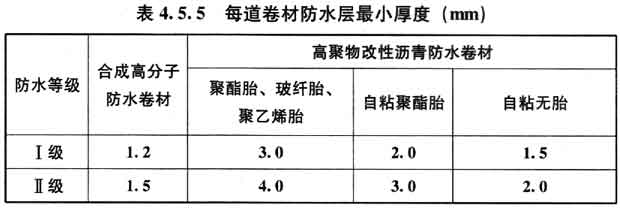 表 4.5.5 每道卷材防水层最小厚度（mm）
防水等级
合成高分子
防水卷材
高聚物改性沥青防水卷材
聚酯胎、玻纤胎、
聚乙烯胎
自粘聚酯胎
自粘无胎
Ⅰ级 1.2 3.0 2.0 1.5
Ⅱ级 1.5 4.0 3.0 2.0